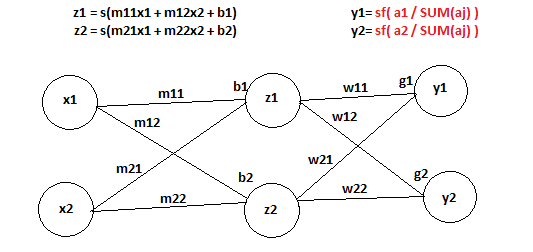 z1 = s(m11x1 + m12x2 + b1) y1= sf( a1 / SUM(aj) )
z2 = s(m21x1 + m22x2 + b2) y2= sf( a2 / SUM(aj) )
x1 m11 b1 z1 w11 g1 y1
m12 w12
m21 w21
x2 m22 b2 z2 w22 g2 y2